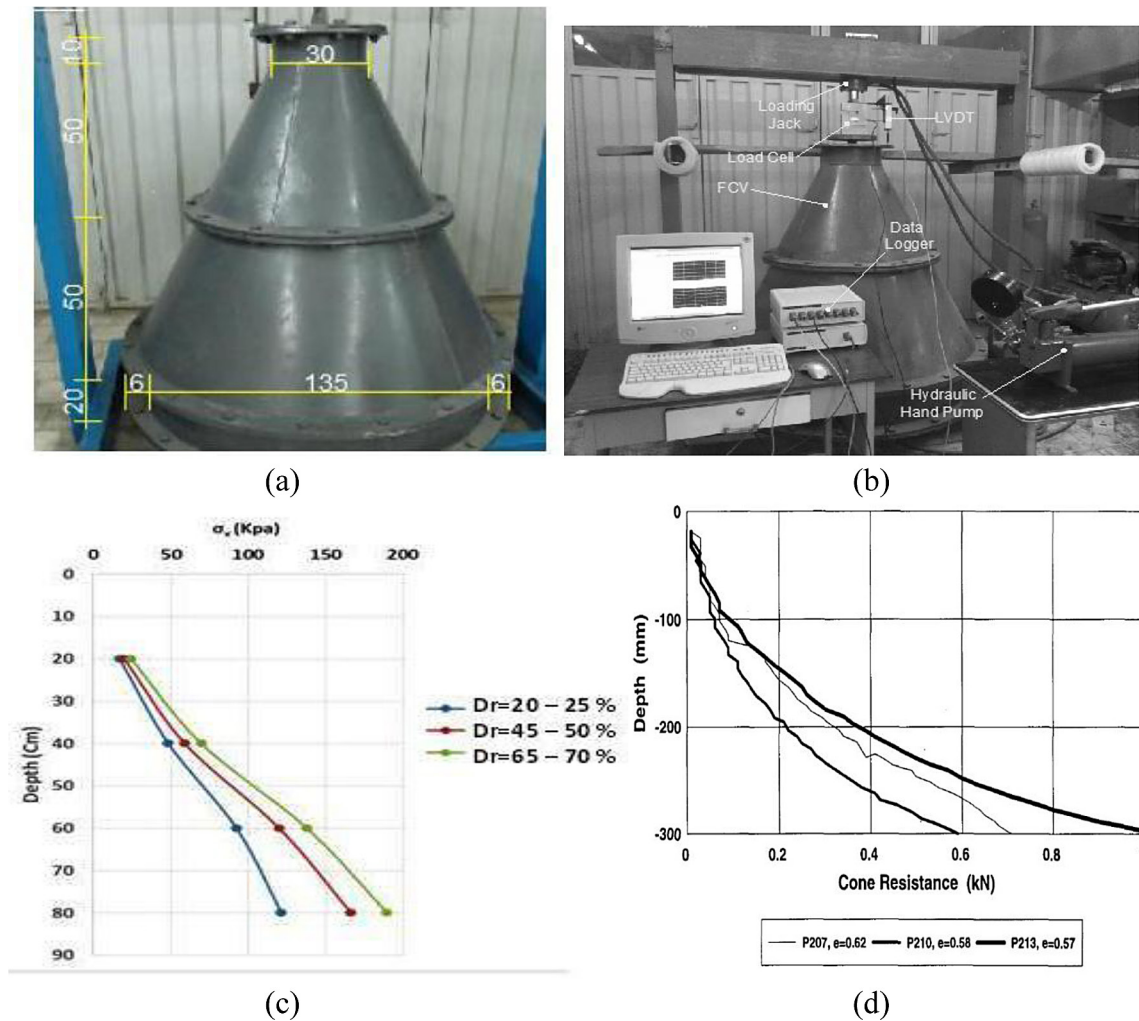 10
30
50
50
6
135
6
20
(a)
Loading
Jack
LVDT
Load Cell
FCV
Data
Logger
Hydraulic
Hand Pump
(b)
σv (Kpa)
0 50 100 150 200
0
10
20
30
40
50
60
70
80
90
Depth (Cm)
Dr=20 – 25 %
Dr=45 – 50 %
Dr=65 – 70 %
(c)
0
-100
-200
-300
Depth (mm)
0 0.2 0.4 0.6 0.8
Cone Resistance (kN)
P207, e=0.62 P210, e=0.58 P213, e=0.57
(d)